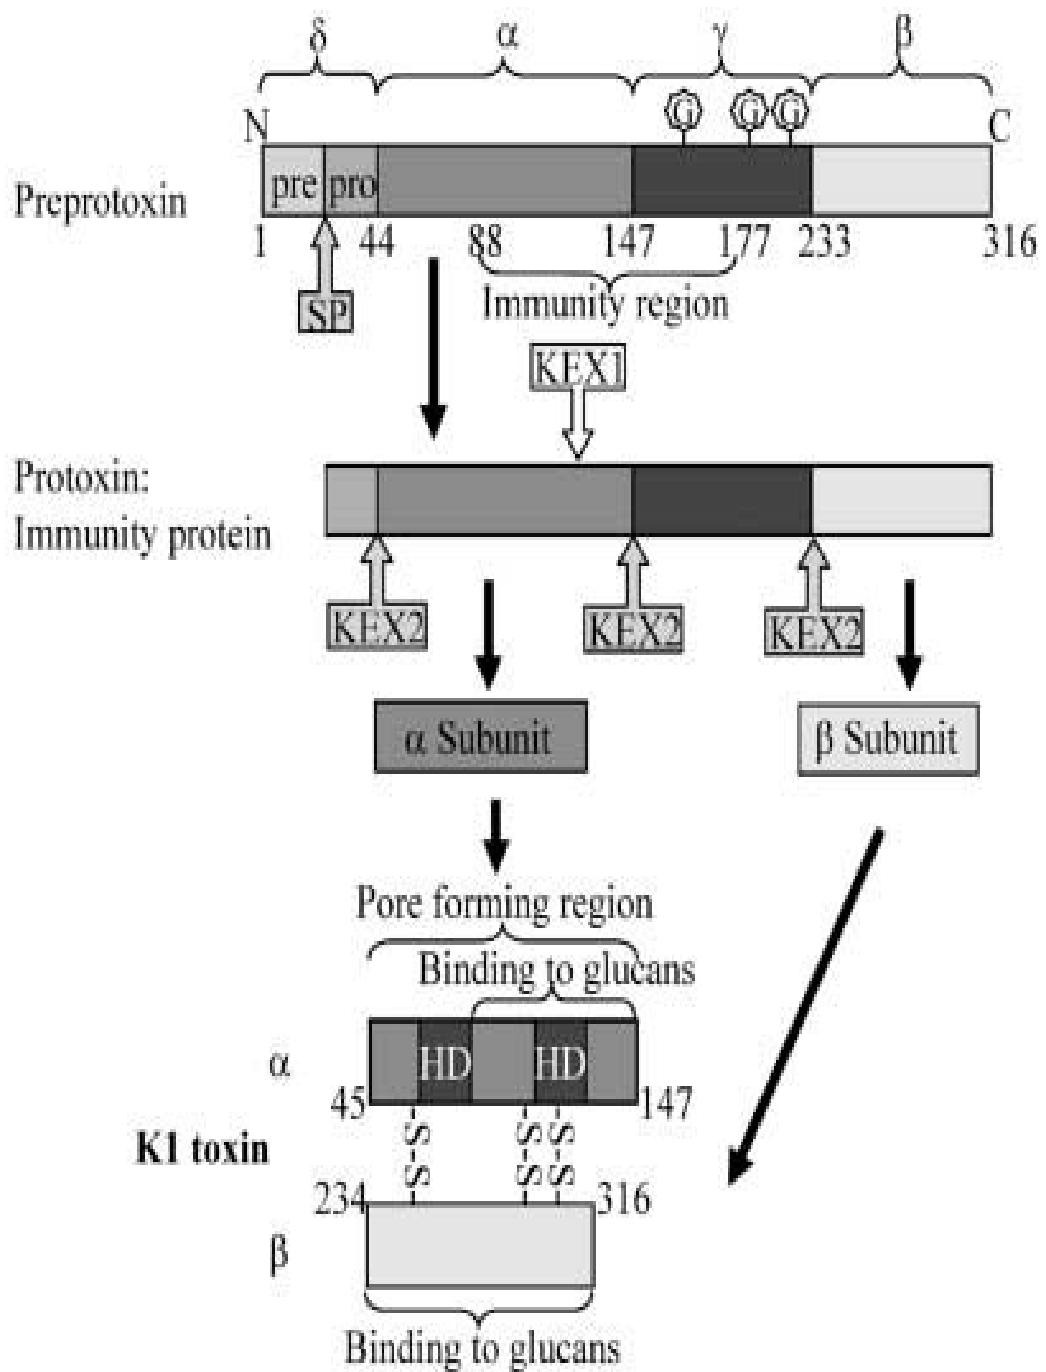 δ α γ β
N G G G C
pre pro
Preprotoxin
1 44 88 147 177 233 316
SP
Immunity region
KEX1
Protoxin:
Immunity protein
KEX2 KEX2 KEX2
α Subunit β Subunit
Pore forming region
Binding to glucans
α HD HD
45 147
S S S
K1 toxin
S S S
234 316
β
Binding to glucans